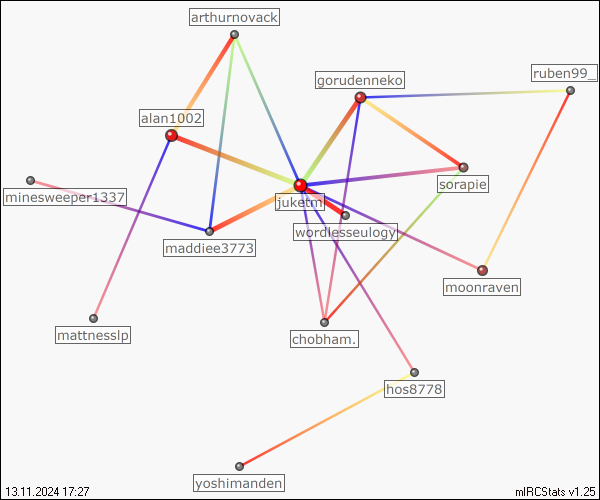 arthurnovack
gorudenneko
ruben99_
alan1002
sorapie
minesweeper1337
juketm
wordlesseulogy
maddiee3773
moonraven
mattnesslp
chobham.
hos8778
yoshimanden
13.11.2024 17:27
mIRCStats v1.25